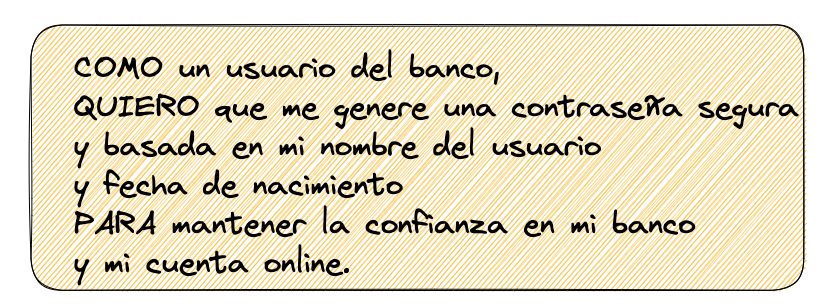 COMO un usuario del banco,
QUIERO que me genere una contraseña segura
y basada en mi nombre del usuario
y fecha de nacimiento
PARA mantener la confianza en mi banco
y mi cuenta online.